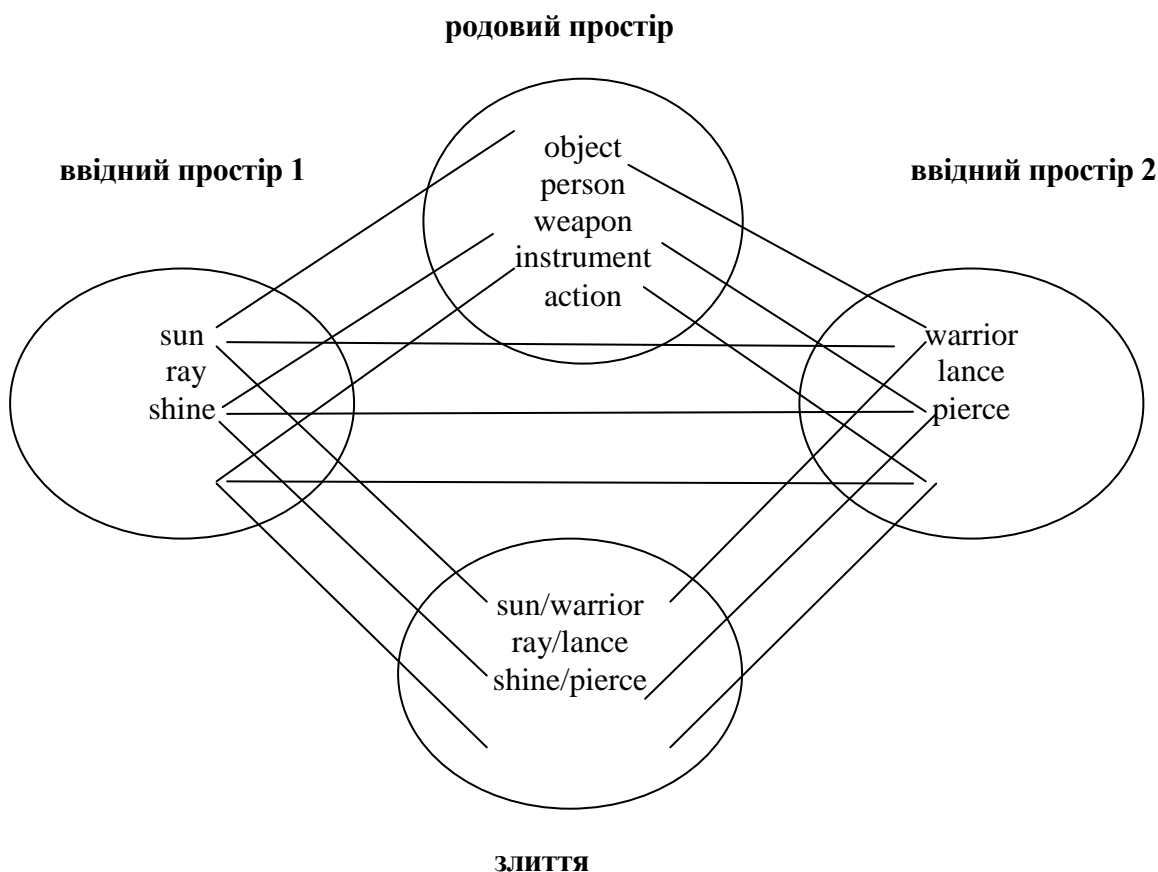 родовий простір
ввідний простір 1
object
person
weapon
instrument
action
ввідний простір 2
sun
ray
shine
warrior
lance
pierce
sun/warrior
ray/lance
shine/pierce
злиття